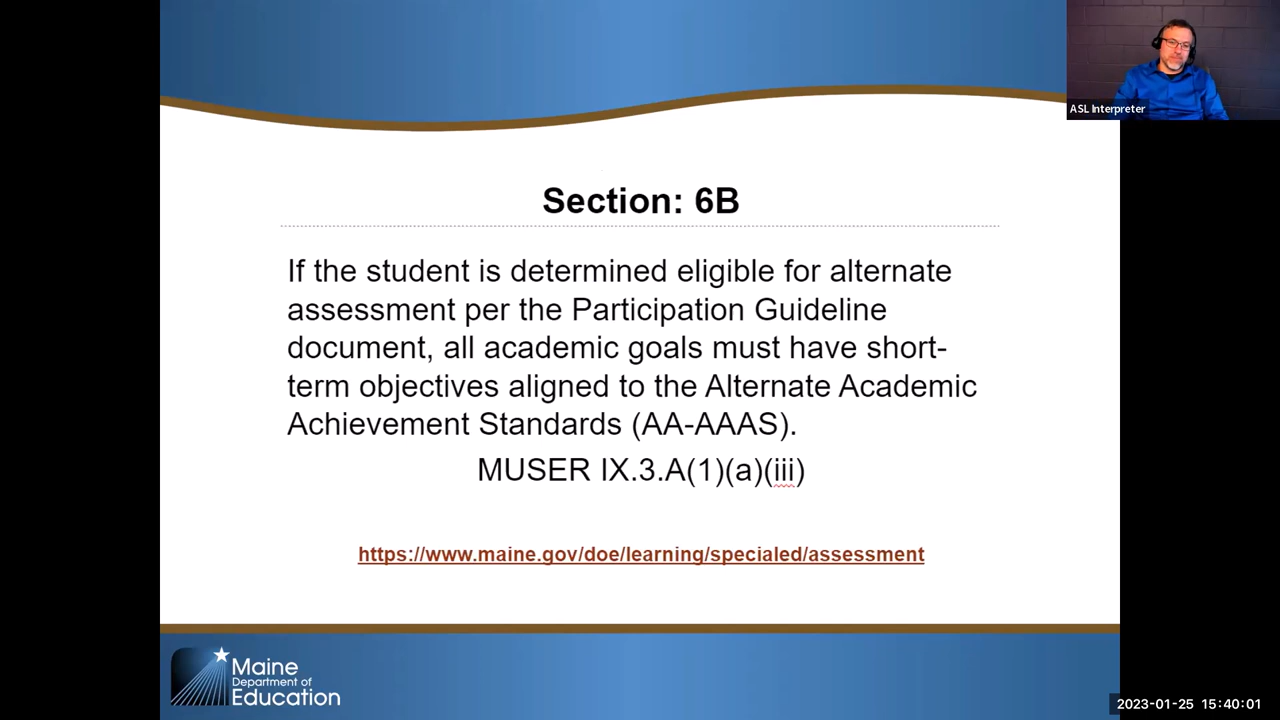 ASL Interpreter
Section: 6B
If the student is determined eligible for alternate
assessment per the Participation Guideline
document, all academic goals must have short-
term objectives aligned to the Alternate Academic
Achievement Standards (AA-AAAS).
MUSER IX.3.A(1)(a)(iii)
https://www.maine.gov/doe/learning/specialed/assessment
Maine
Department of
Education
2023-01-25 15:40:01